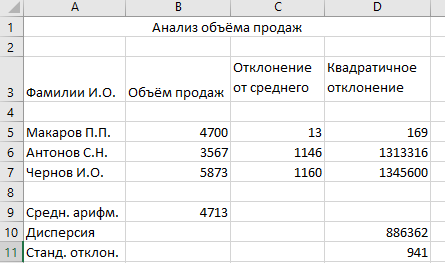 A B C D
1 Анализ объёма продаж
2
3 Фамилии И.О. Объём продаж Отклонение от среднего Квадратичное отклонение
4
5 Макаров П.П. 4700 13 169
6 Антонов С.Н. 3567 1146 1313316
7 Чернов И.О. 5873 1160 1345600
8
9 Средн. арифм. 4713
10 Дисперсия 886362
11 Станд. отклон. 941